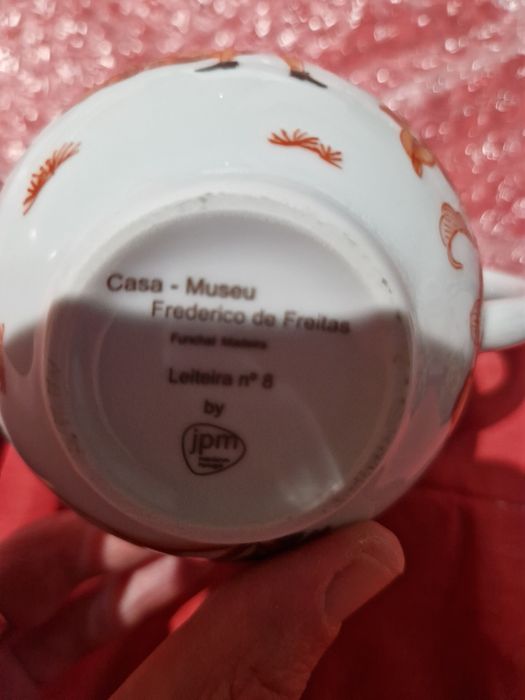 Casa - Museu
Frederico de Freitas
Funchal Madeira
Leiteira nº 8
by
jpm